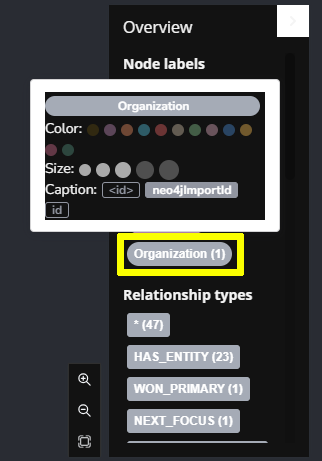 Overview
Node labels
Organization
Color:
Size:
Caption: <id> neo4jImportId
id
Organization (1)
Relationship types
* (47)
HAS_ENTITY (23)
WON_PRIMARY (1)
NEXT_FOCUS (1)